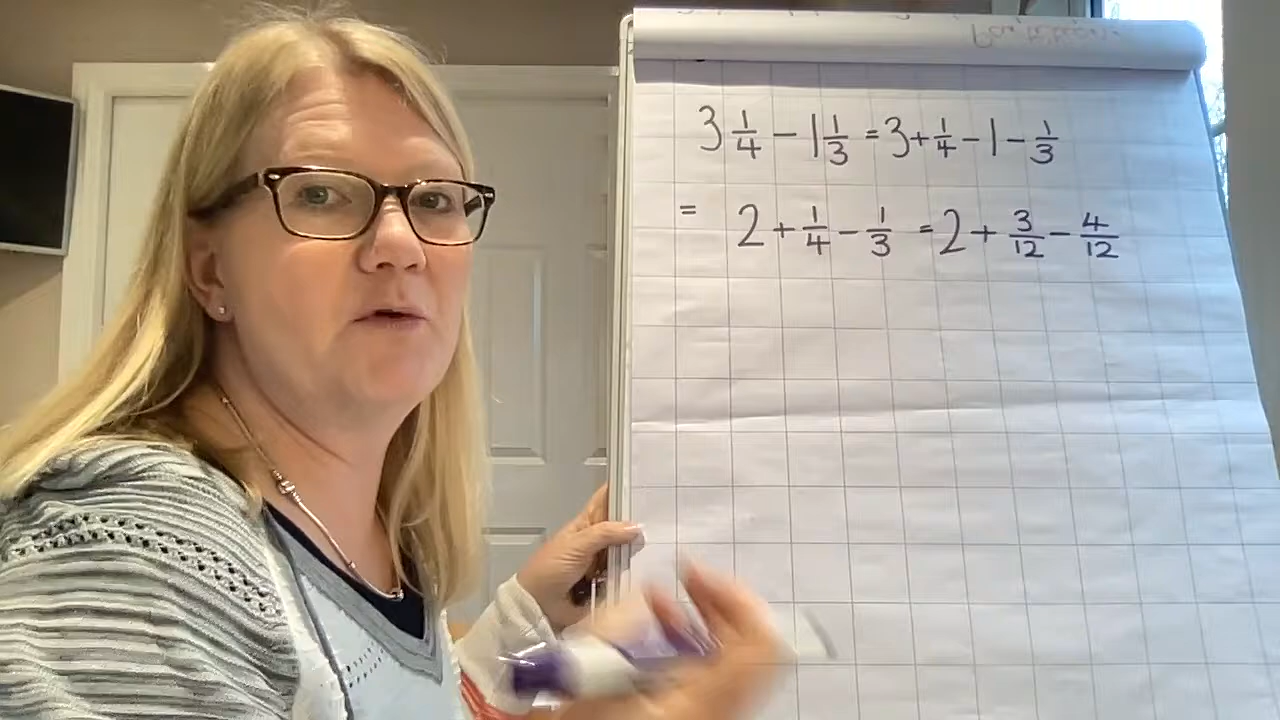 3 1/4 - 1 1/3 = 3 + 1/4 - 1 - 1/3
= 2 + 1/4 - 1/3 = 2 + 3/12 - 4/12